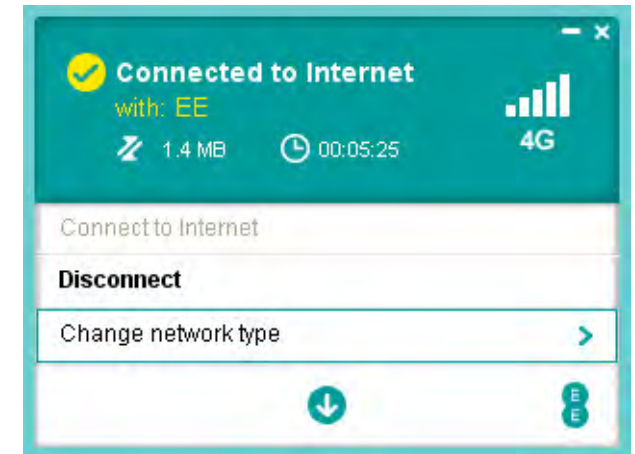 Connected to Internet
with: EE
1.4 MB 00:05:25
4G
Connect to Internet
Disconnect
Change network type
E
E